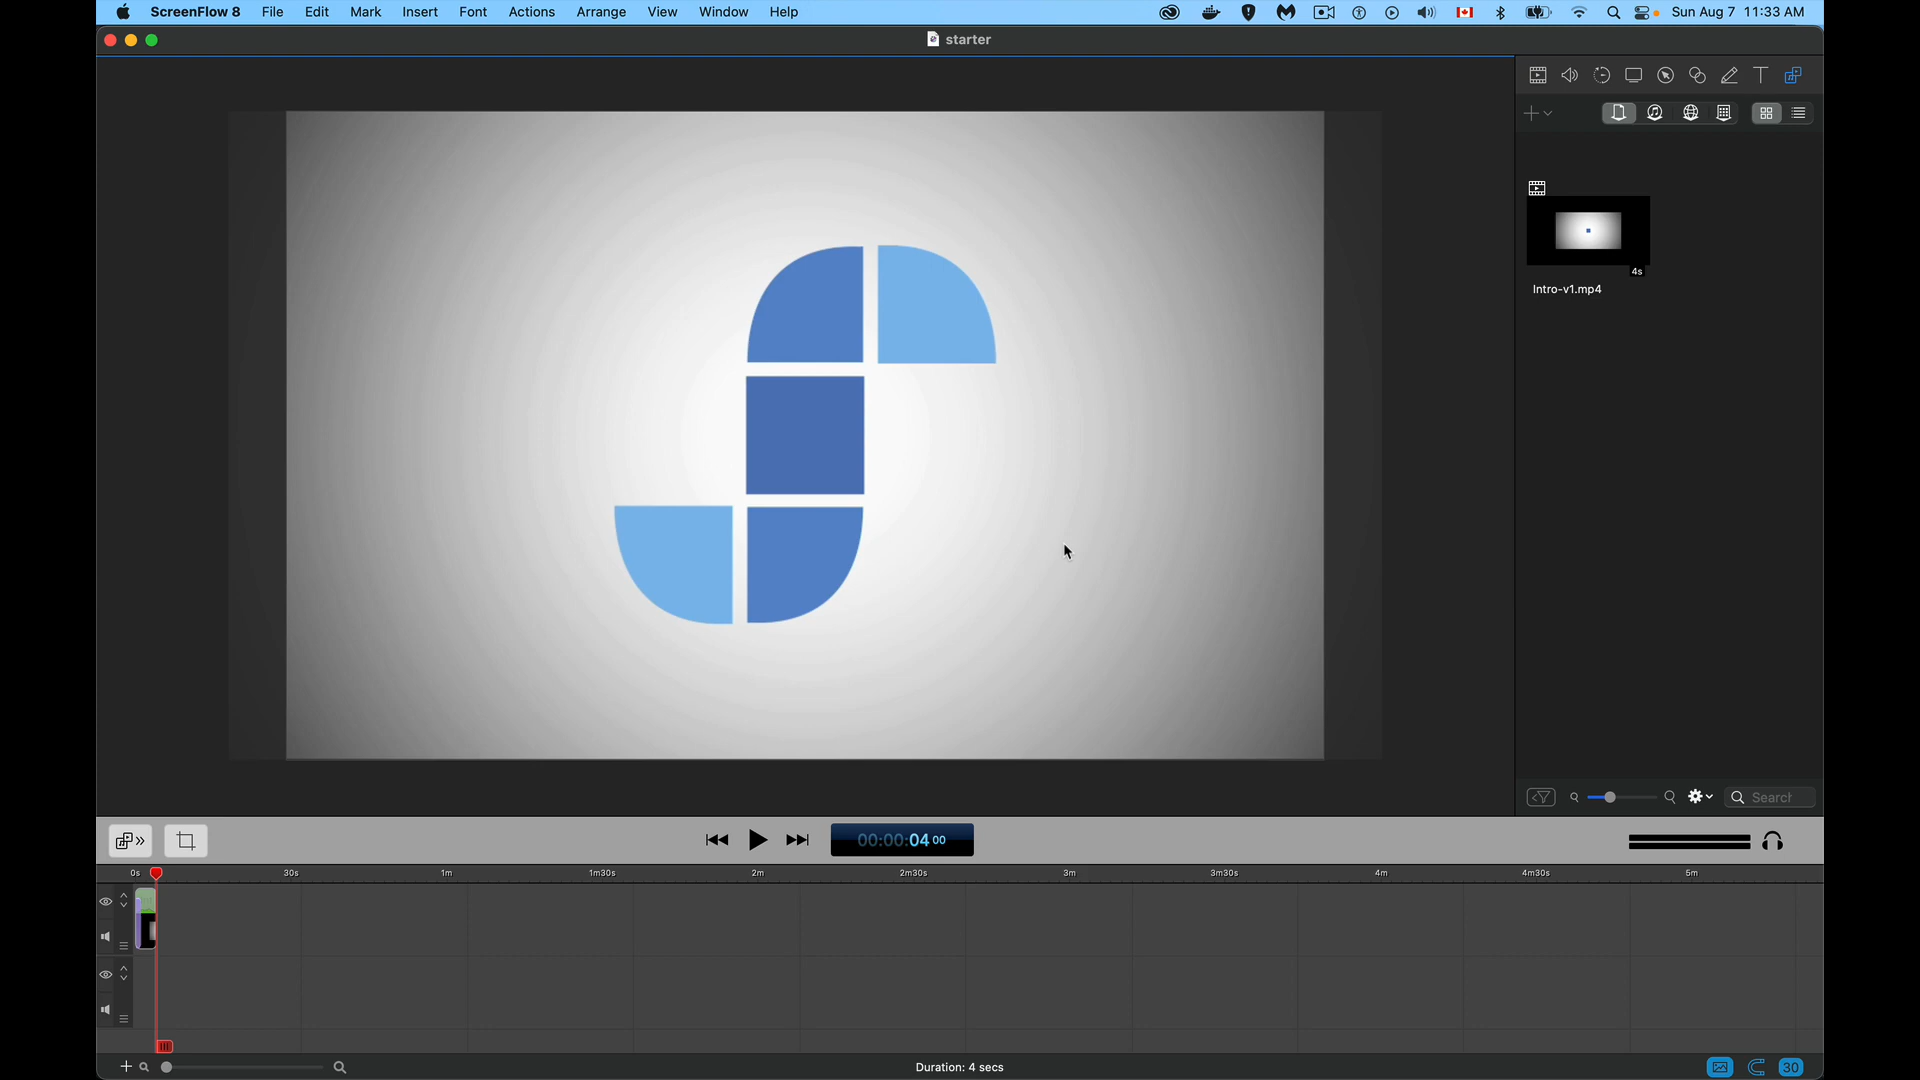 ScreenFlow 8 File Edit Mark Insert Font Actions Arrange View Window Help Sun Aug 7 11:33 AM
starter
4s
Intro-v1.mp4
Search
00:00:04 00
0s 30s 1m 1m30s 2m 2m30s 3m 3m30s 4m 4m30s 5m
Duration: 4 secs
30